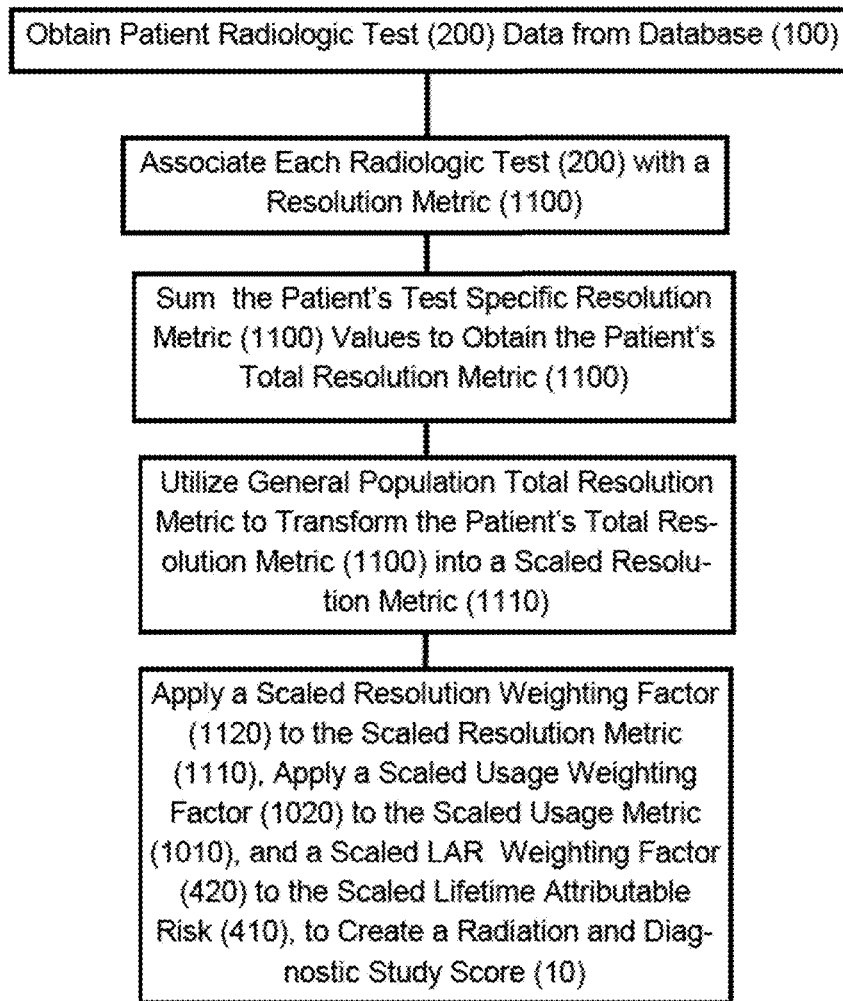 Obtain Patient Radiologic Test (200) Data from Database (100)
Associate Each Radiologic Test (200) with a
Resolution Metric (1100)
Sum the Patient's Test Specific Resolution
Metric (1100) Values to Obtain the Patient's
Total Resolution Metric (1100)
Utilize General Population Total Resolution
Metric to Transform the Patient's Total Res-
olution Metric (1100) into a Scaled Resolu-
tion Metric (1110)
Apply a Scaled Resolution Weighting Factor
(1120) to the Scaled Resolution Metric
(1110), Apply a Scaled Usage Weighting
Factor (1020) to the Scaled Usage Metric
(1010), and a Scaled LAR Weighting Factor
(420) to the Scaled Lifetime Attributable
Risk (410), to Create a Radiation and Diag-
nostic Study Score (10)